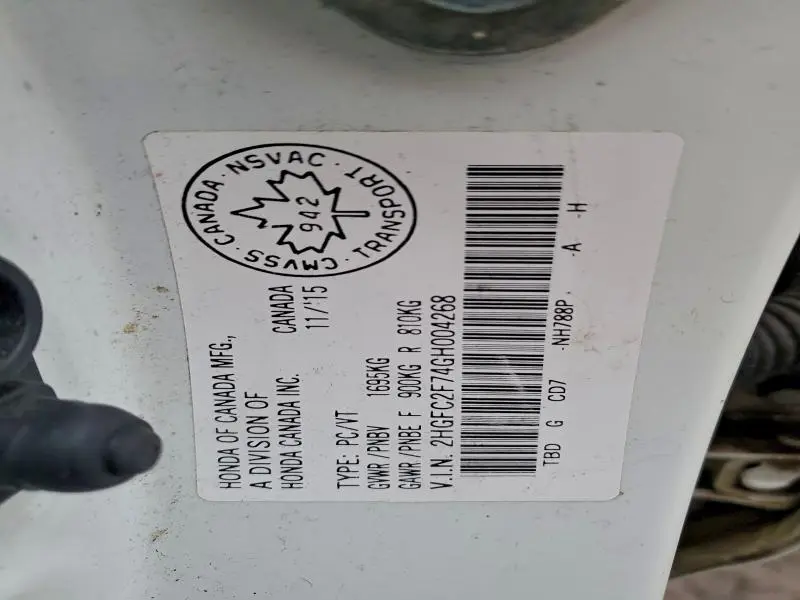 HONDA OF CANADA MFG.,
A DIVISION OF
HONDA CANADA INC.
CANADA
11/'15
TYPE: PC/VT
GVWR/PNBV 1695KG
GAWR/PNBE F 900KG R 810KG
V.I.N. 2HGFC2F74GH004268
TBD G CD7 -NH788P -A -H
CMVSS · CANADA · NSVAC · TRANSPORT ·
942